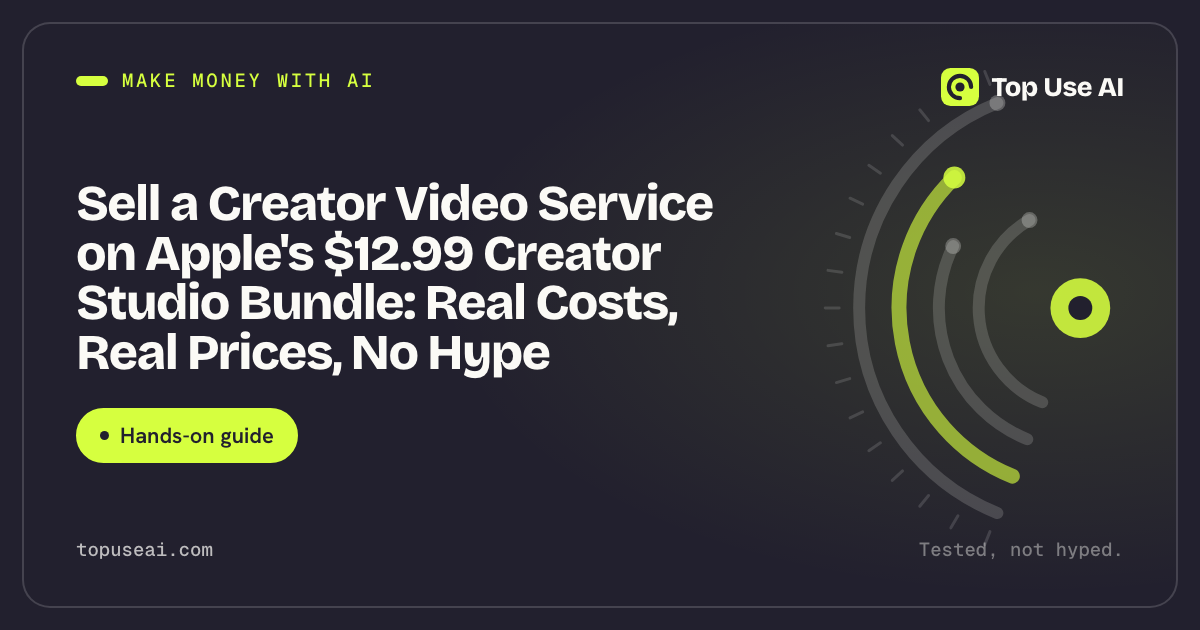 MAKE MONEY WITH AI
Top Use AI
Sell a Creator Video Service
on Apple's $12.99 Creator
Studio Bundle: Real Costs,
Real Prices, No Hype
Hands-on guide
topuseai.com
Tested, not hyped.